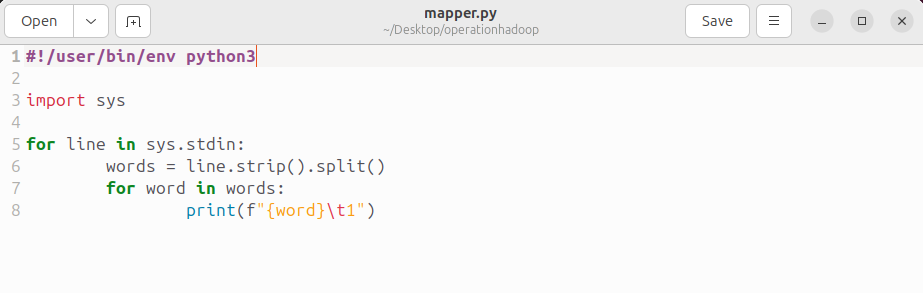 Open
mapper.py
~/Desktop/operationhadoop
Save
1 #!/user/bin/env python3
2
3 import sys
4
5 for line in sys.stdin:
6         words = line.strip().split()
7         for word in words:
8                 print(f"{word}\t1")